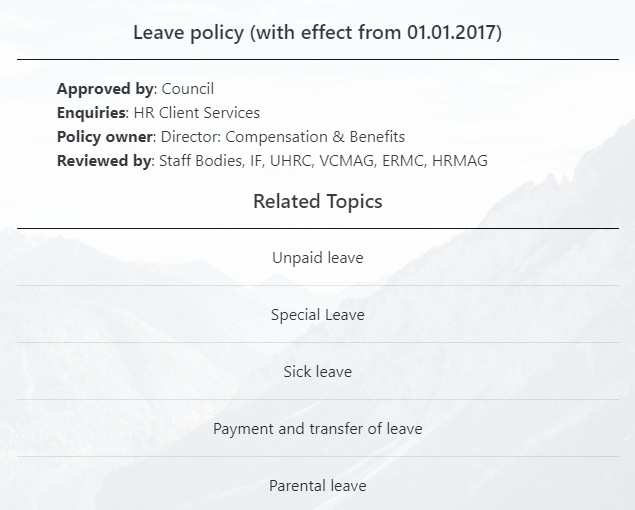 Leave policy (with effect from 01.01.2017)
Approved by: Council
Enquiries: HR Client Services
Policy owner: Director: Compensation & Benefits
Reviewed by: Staff Bodies, IF, UHRC, VCMAG, ERMC, HRMAG
Related Topics
Unpaid leave
Special Leave
Sick leave
Payment and transfer of leave
Parental leave